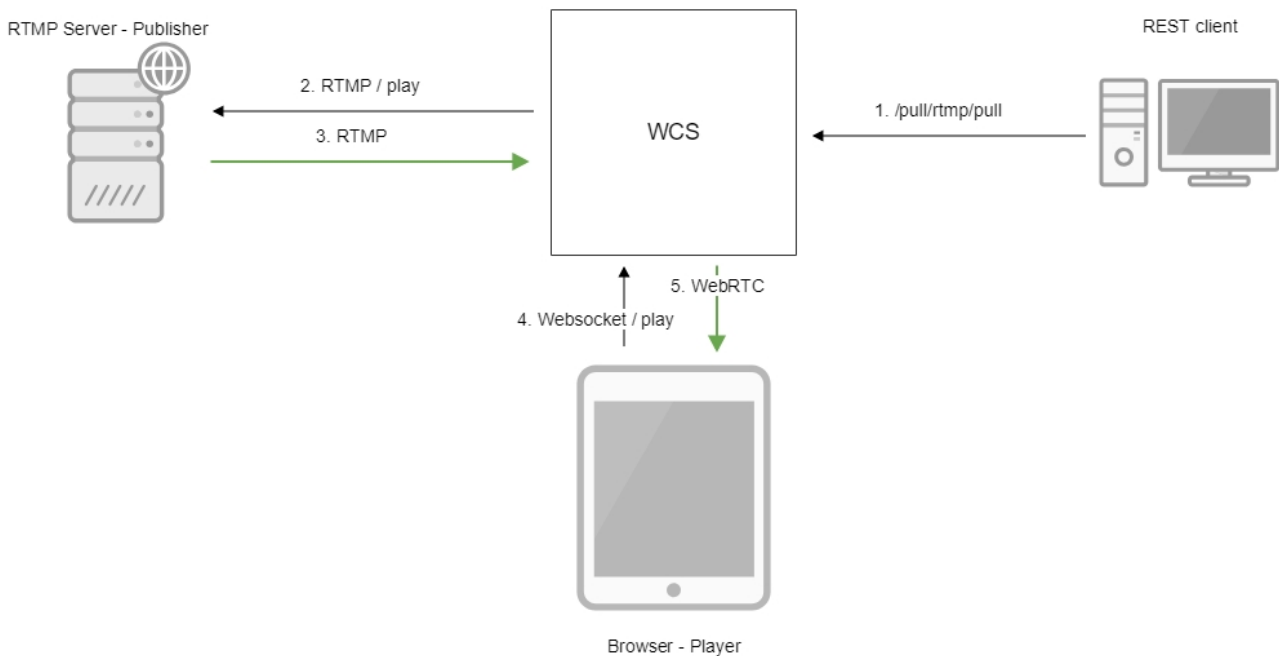 RTMP Server - Publisher
REST client
2. RTMP / play
1. /pull/rtmp/pull
3. RTMP
WCS
5. WebRTC
4. Websocket / play
Browser - Player